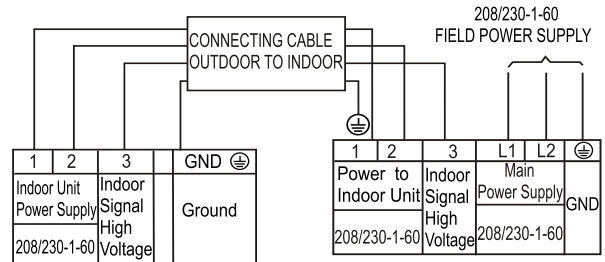 208/230-1-60
FIELD POWER SUPPLY
CONNECTING CABLE
OUTDOOR TO INDOOR
1 2 3 GND
Indoor Unit
Power Supply
208/230-1-60
Indoor
Signal
High
Voltage
Ground
1 2 3 L1 L2
Power to
Indoor Unit
208/230-1-60
Indoor
Signal
High
Voltage
Main
Power Supply
208/230-1-60
GND